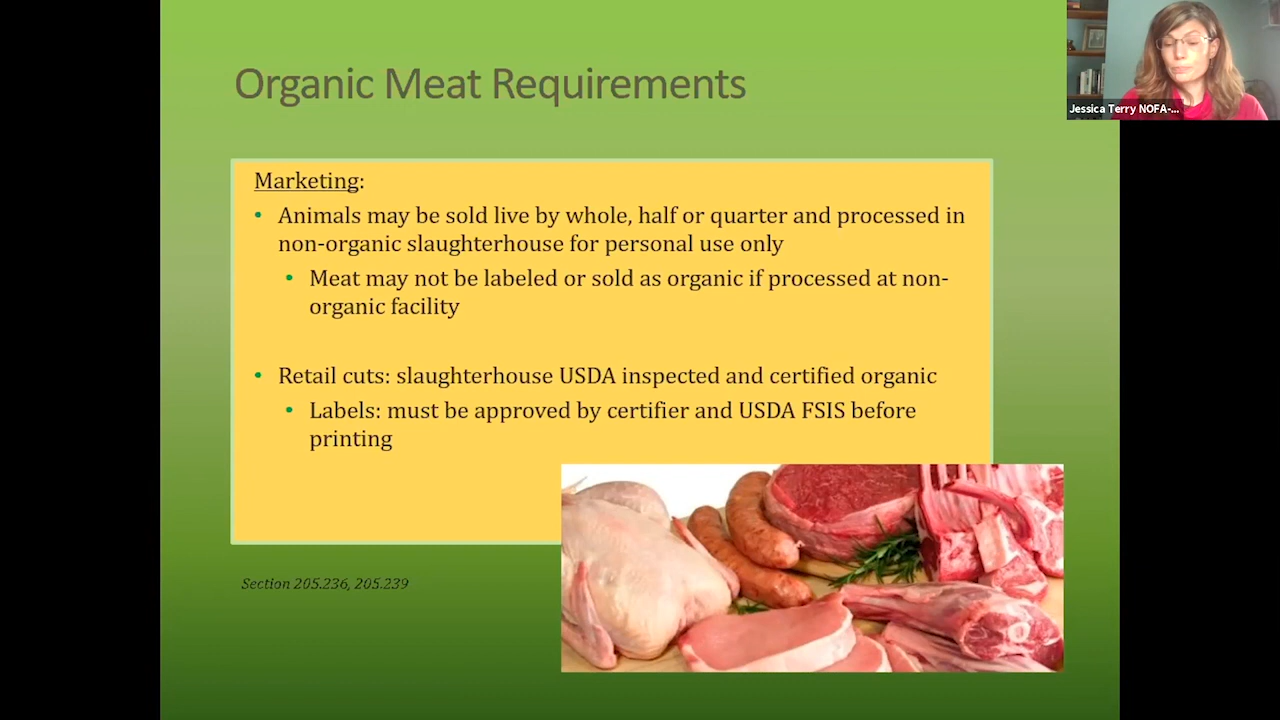 Organic Meat Requirements
Jessica Terry NOFA-...
Marketing:
• Animals may be sold live by whole, half or quarter and processed in
non-organic slaughterhouse for personal use only
• Meat may not be labeled or sold as organic if processed at non-
organic facility
• Retail cuts: slaughterhouse USDA inspected and certified organic
• Labels: must be approved by certifier and USDA FSIS before
printing
Section 205.236, 205.239